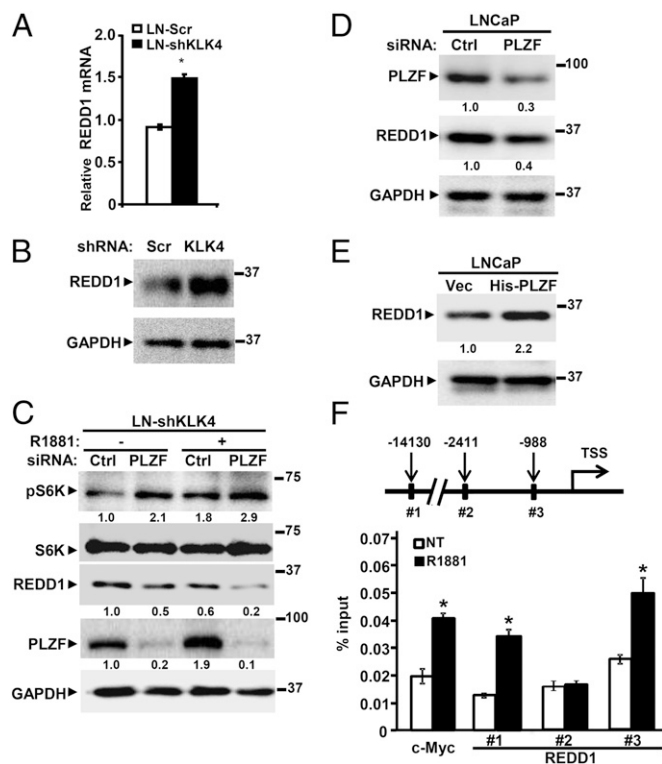 A
LN-Scr
LN-shKLK4
*
Relative REDD1 mRNA
2.0
1.5
1.0
0
B
shRNA: Scr KLK4
REDD1
37
GAPDH
37
C
LN-shKLK4
R1881: - +
siRNA: Ctrl PLZF Ctrl PLZF
75
pS6K
1.0 2.1 1.8 2.9
75
S6K
37
REDD1
1.0 0.5 0.6 0.2
100
PLZF
1.0 0.2 1.9 0.1
GAPDH
37
D
LNCaP
siRNA: Ctrl PLZF
100
PLZF
1.0 0.3
37
REDD1
1.0 0.4
GAPDH
37
E
LNCaP
Vec His-PLZF
37
REDD1
1.0 2.2
37
GAPDH
F
-14130 -2411 -988 TSS
#1 #2 #3
NT
R1881
% input
0.07
0.06
0.05
0.04
0.03
0.02
0.01
0
* * *
c-Myc #1 #2 #3
REDD1